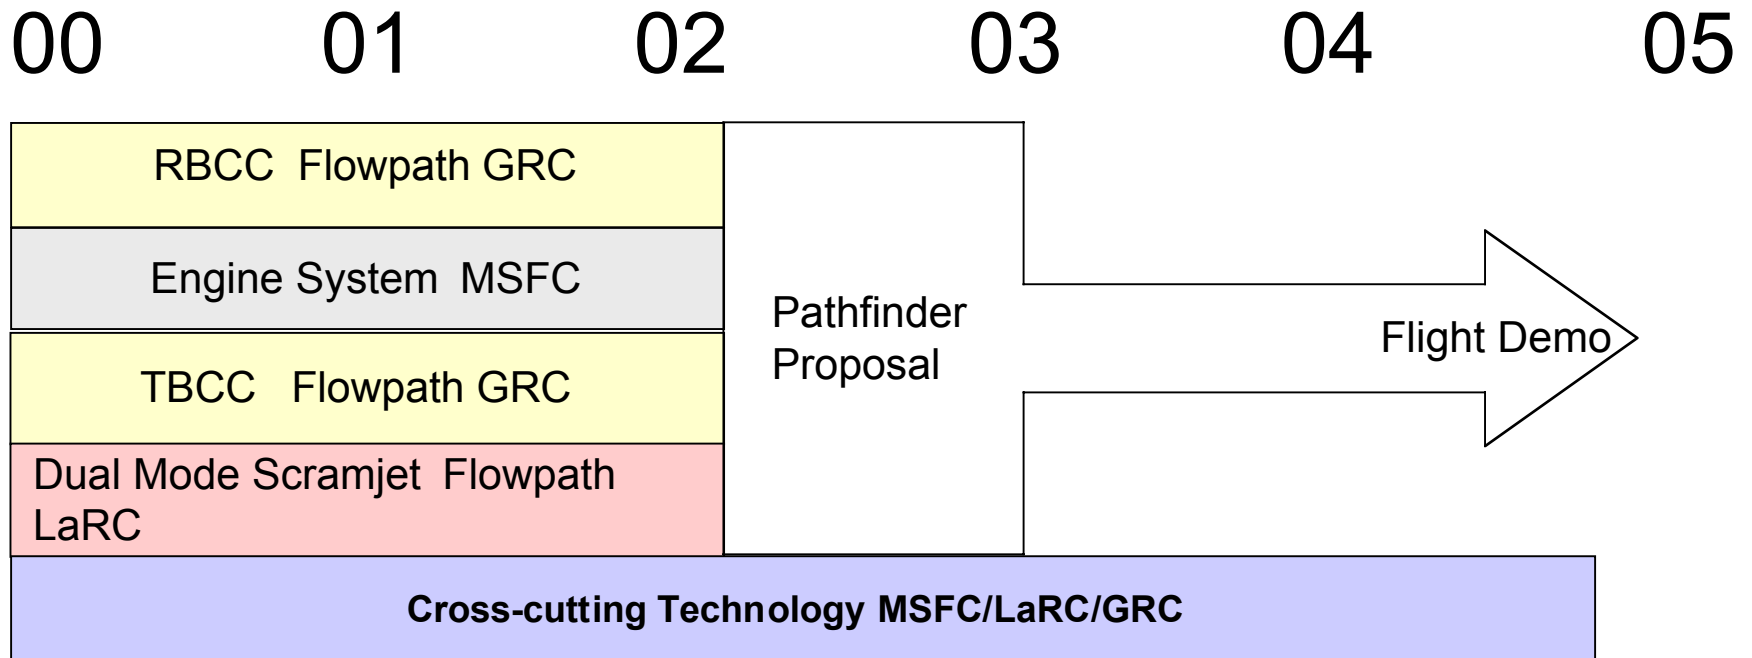 00 01 02 03 04 05
RBCC Flowpath GRC
Engine System MSFC
TBCC Flowpath GRC
Dual Mode Scramjet Flowpath
LaRC
Pathfinder
Proposal
Flight Demo
Cross-cutting Technology MSFC/LaRC/GRC